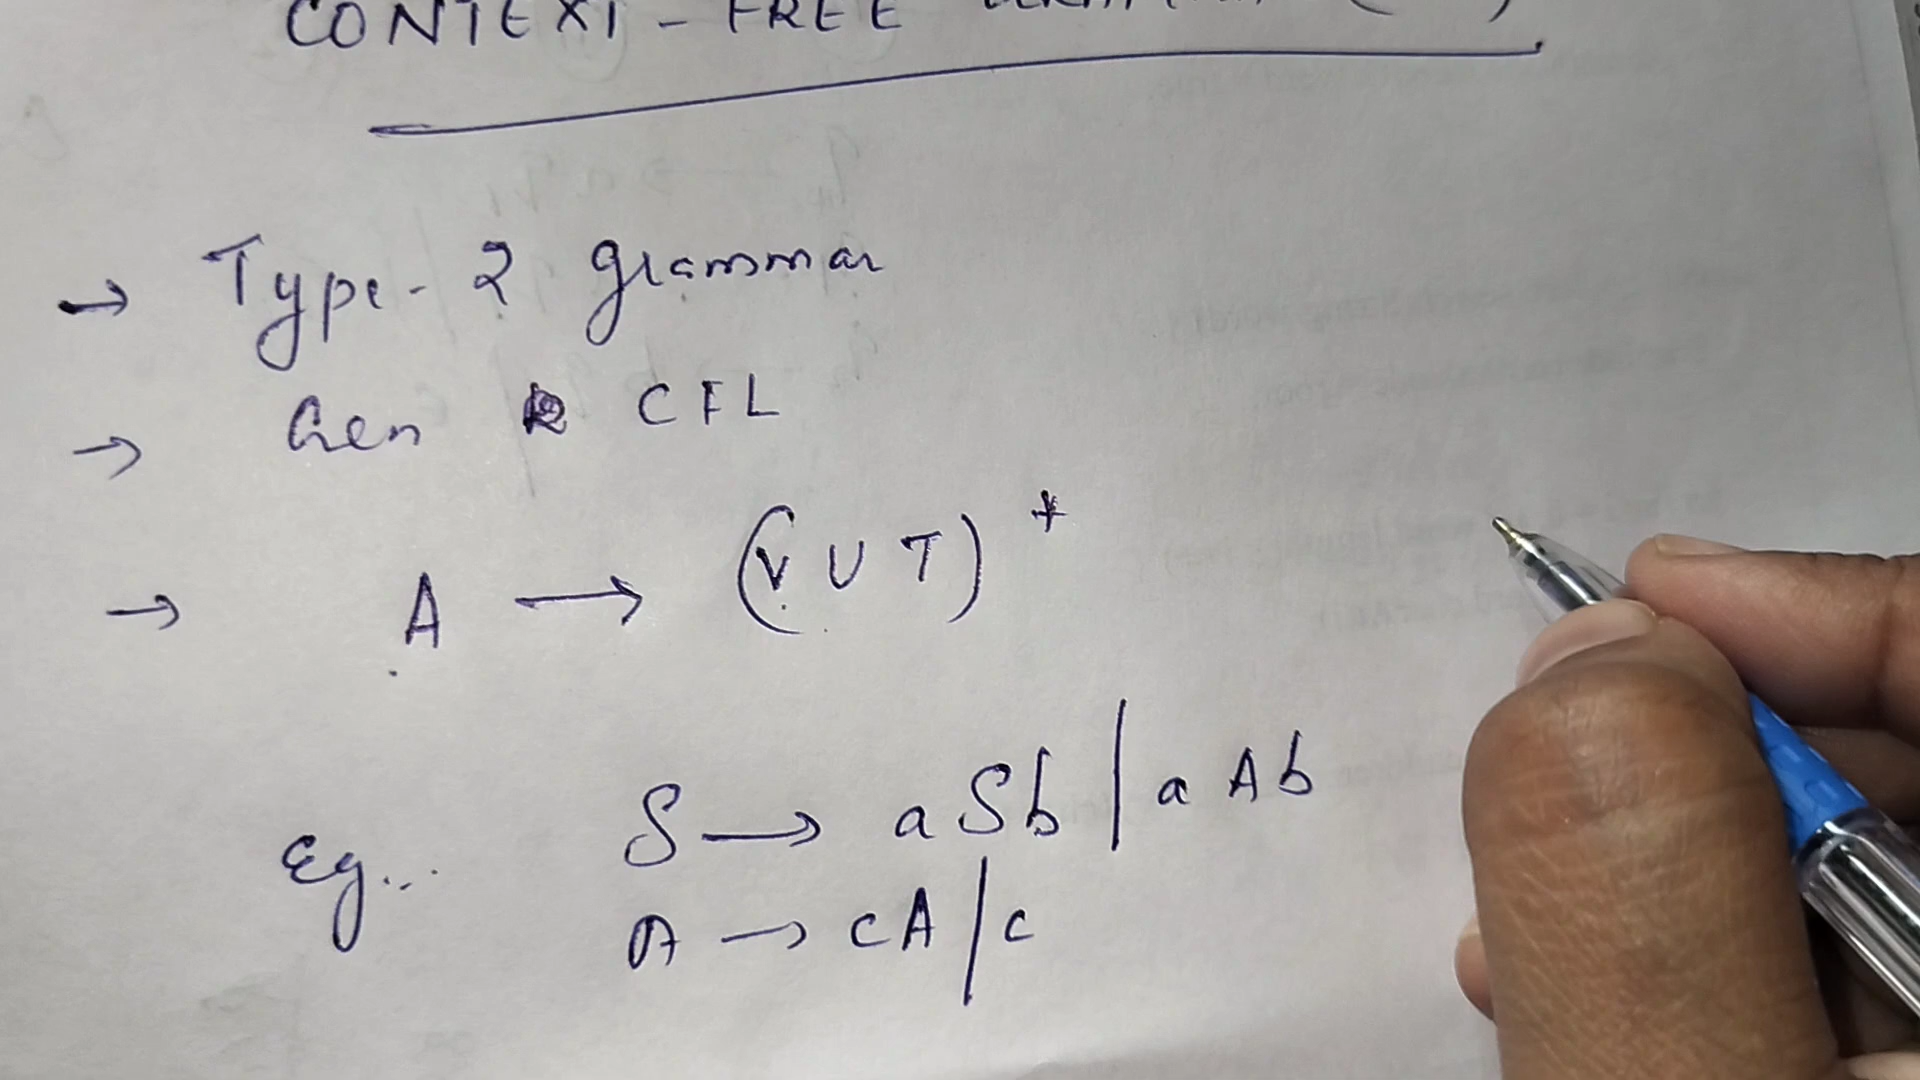 CONTEXT - FREE
→ Type - 2 grammar
→ Gen CFL
→ A → (V U T)*
Eg... S → aSb | aAb
A → cA | c